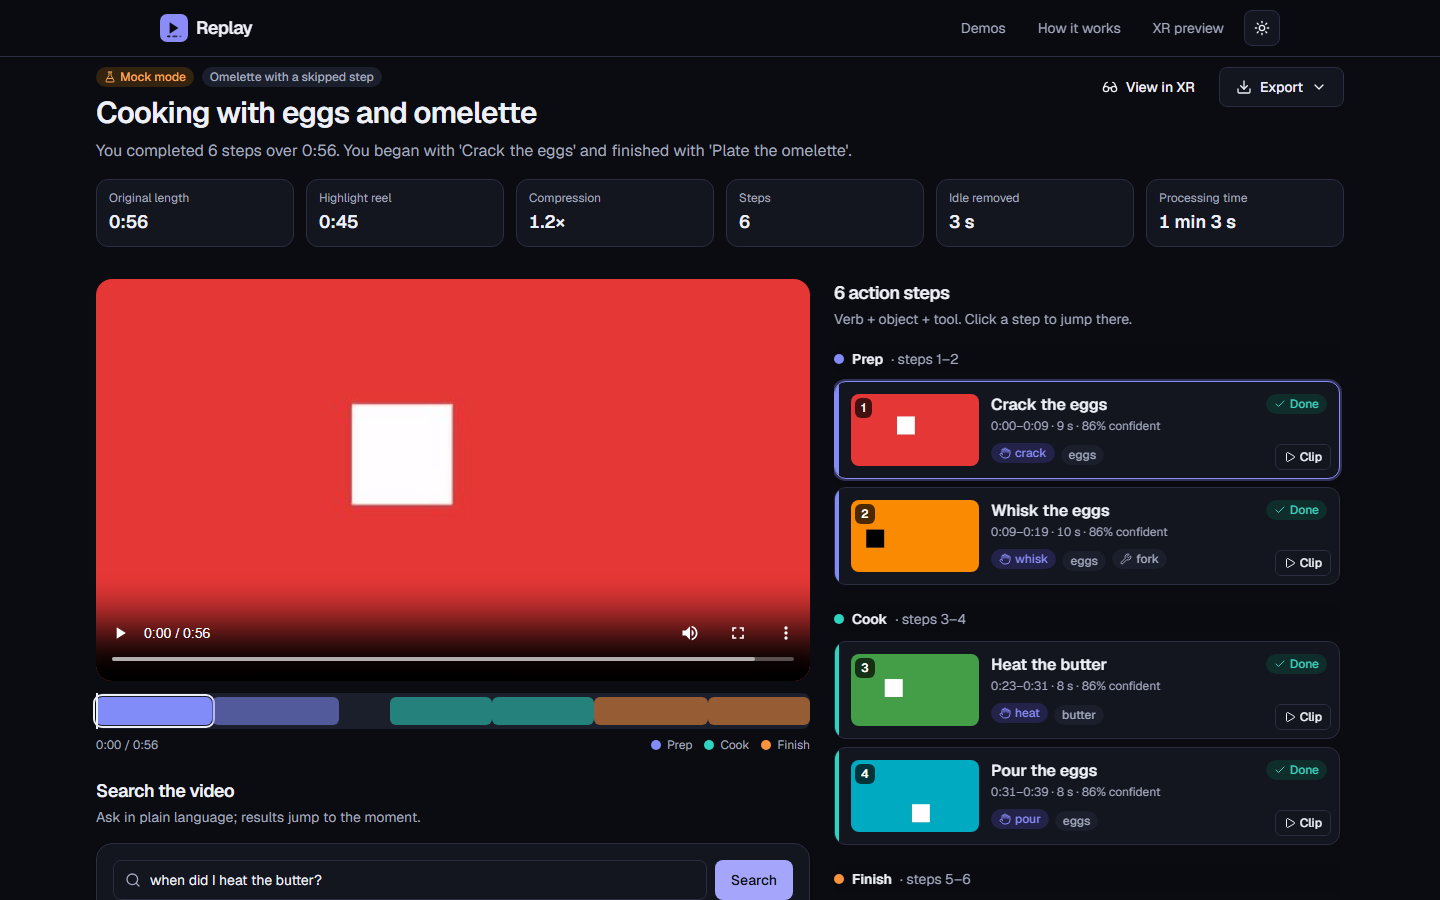 Replay
Demos
How it works
XR preview
Mock mode
Omelette with a skipped step
View in XR
Export
Cooking with eggs and omelette
You completed 6 steps over 0:56. You began with 'Crack the eggs' and finished with 'Plate the omelette'.
Original length
0:56
Highlight reel
0:45
Compression
1.2×
Steps
6
Idle removed
3 s
Processing time
1 min 3 s
0:00 / 0:56
0:00 / 0:56
Prep
Cook
Finish
Search the video
Ask in plain language; results jump to the moment.
when did I heat the butter?
Search
6 action steps
Verb + object + tool. Click a step to jump there.
Prep · steps 1–2
1
Crack the eggs
Done
0:00–0:09 · 9 s · 86% confident
crack
eggs
Clip
2
Whisk the eggs
Done
0:09–0:19 · 10 s · 86% confident
whisk
eggs
fork
Clip
Cook · steps 3–4
3
Heat the butter
Done
0:23–0:31 · 8 s · 86% confident
heat
butter
Clip
4
Pour the eggs
Done
0:31–0:39 · 8 s · 86% confident
pour
eggs
Clip
Finish · steps 5–6